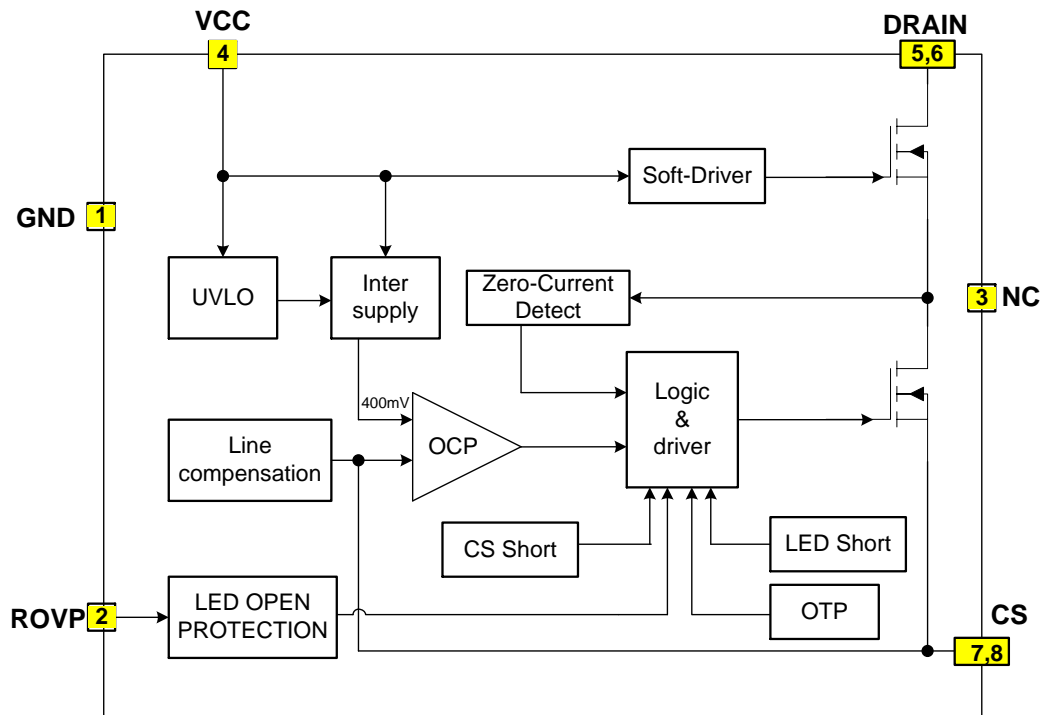 VCC
DRAIN
4
5,6
Soft-Driver
GND
1
UVLO
Inter
supply
Zero-Current
Detect
3
NC
400mV
Logic
&
driver
Line
compensation
OCP
CS Short
LED Short
ROVP
2
LED OPEN
PROTECTION
OTP
CS
7,8